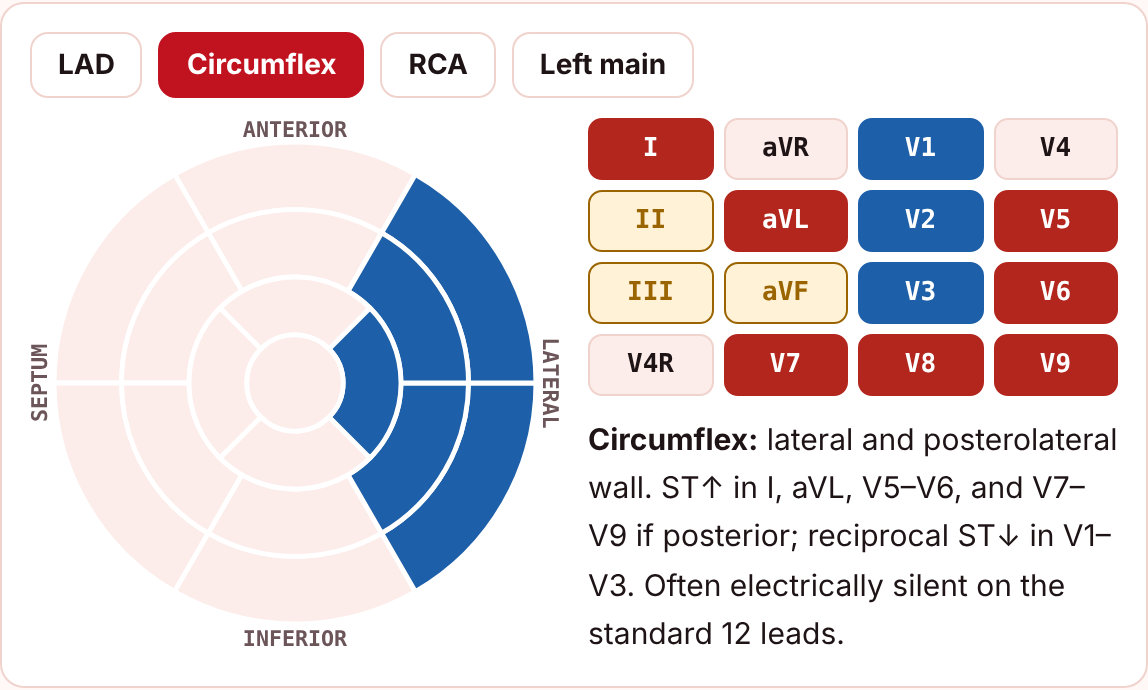 LAD Circumflex RCA Left main
ANTERIOR
SEPTUM
LATERAL
INFERIOR
I aVR V1 V4
II aVL V2 V5
III aVF V3 V6
V4R V7 V8 V9
Circumflex: lateral and posterolateral
wall. ST↑ in I, aVL, V5–V6, and V7–
V9 if posterior; reciprocal ST↓ in V1–
V3. Often electrically silent on the
standard 12 leads.